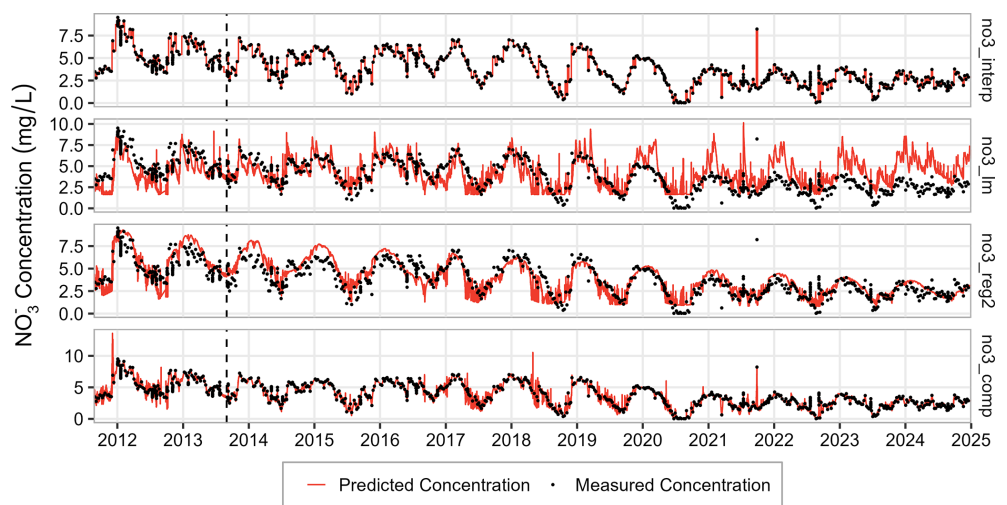 NO₃⁻ Concentration (mg/L)
7.5
5.0
2.5
0.0
no3_interp
10.0
7.5
5.0
2.5
0.0
no3_lm
7.5
5.0
2.5
0.0
no3_reg2
10
5
0
no3_comp
2012 2013 2014 2015 2016 2017 2018 2019 2020 2021 2022 2023 2024 2025
Predicted Concentration Measured Concentration